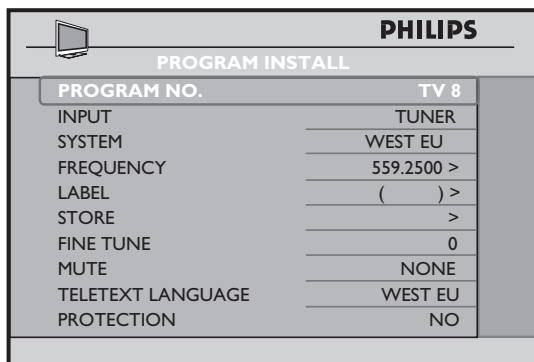 PHILIPS
PROGRAM INSTALL
PROGRAM NO. TV 8
INPUT TUNER
SYSTEM WEST EU
FREQUENCY 559.2500 >
LABEL ( ) >
STORE >
FINE TUNE 0
MUTE NONE
TELETEXT LANGUAGE WEST EU
PROTECTION NO